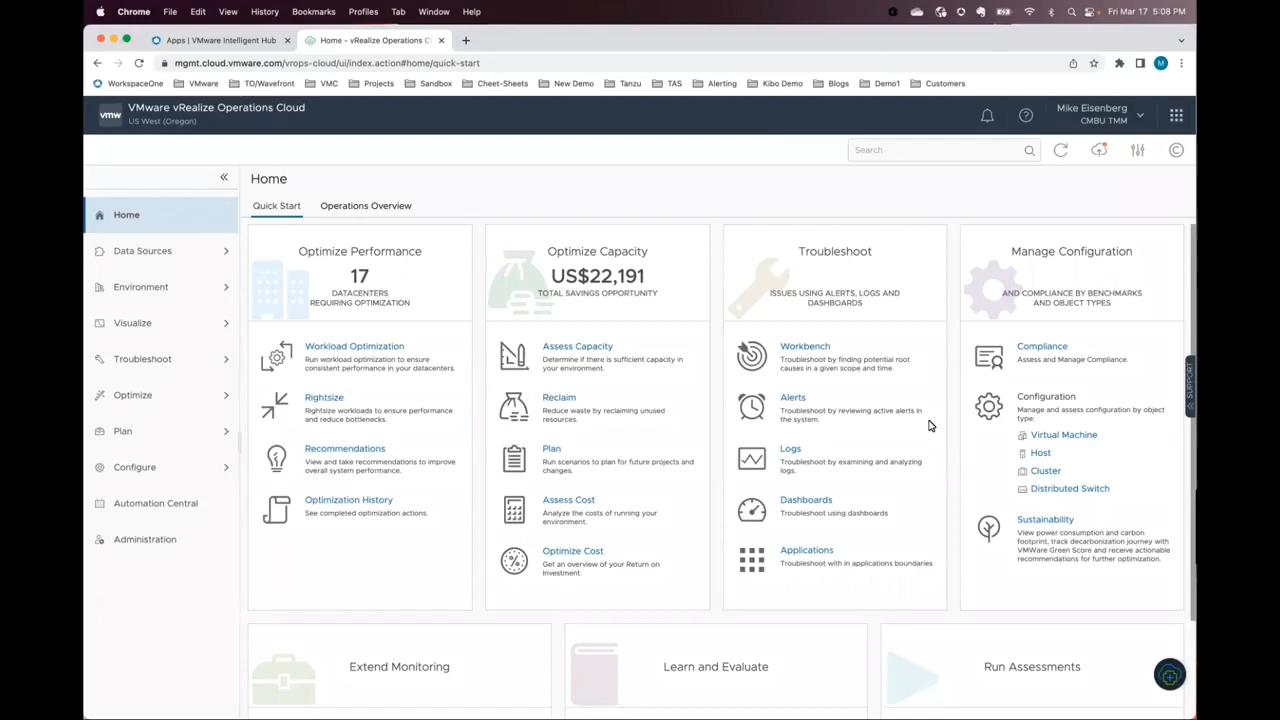 Chrome File Edit View History Bookmarks Profiles Tab Window Help Fri Mar 17 5:08 PM
Apps | VMware Intelligent Hub
Home - vRealize Operations Cl
mgmt.cloud.vmware.com/vrops-cloud/ui/index.action#home/quick-start
WorkspaceOne VMware TO/Wavefront VMC Projects Sandbox Cheet-Sheets New Demo Tanzu TAS Alerting Kibo Demo Blogs Demo1 Customers
vmw
VMware vRealize Operations Cloud
US West (Oregon)
Mike Eisenberg
CMBU TMM
Search
Home
Data Sources
Environment
Visualize
Troubleshoot
Optimize
Plan
Configure
Automation Central
Administration
Home
Quick Start Operations Overview
Optimize Performance
17
DATACENTERS
REQUIRING OPTIMIZATION
Workload Optimization
Run workload optimization to ensure
consistent performance in your datacenters.
Rightsize
Rightsize workloads to ensure performance
and reduce bottlenecks.
Recommendations
View and take recommendations to improve
overall system performance.
Optimization History
See completed optimization actions.
Optimize Capacity
US$22,191
TOTAL SAVINGS OPPORTUNITY
Assess Capacity
Determine if there is sufficient capacity in
your environment.
Reclaim
Reduce waste by reclaiming unused
resources.
Plan
Run scenarios to plan for future projects and
changes.
Assess Cost
Analyze the costs of running your
environment.
Optimize Cost
Get an overview of your Return on
Investment.
Troubleshoot
ISSUES USING ALERTS, LOGS AND
DASHBOARDS
Workbench
Troubleshoot by finding potential root
causes in a given scope and time.
Alerts
Troubleshoot by reviewing active alerts in
the system.
Logs
Troubleshoot by examining and analyzing
logs.
Dashboards
Troubleshoot using dashboards
Applications
Troubleshoot with in applications boundaries
Manage Configuration
AND COMPLIANCE BY BENCHMARKS
AND OBJECT TYPES
Compliance
Assess and Manage Compliance.
Configuration
Manage and assess configuration by object
type:
Virtual Machine
Host
Cluster
Distributed Switch
Sustainability
View power consumption and carbon
footprint, track decarbonization journey with
VMWare Green Score and receive actionable
recommendations for further optimization.
SUPPORT
Extend Monitoring
Learn and Evaluate
Run Assessments